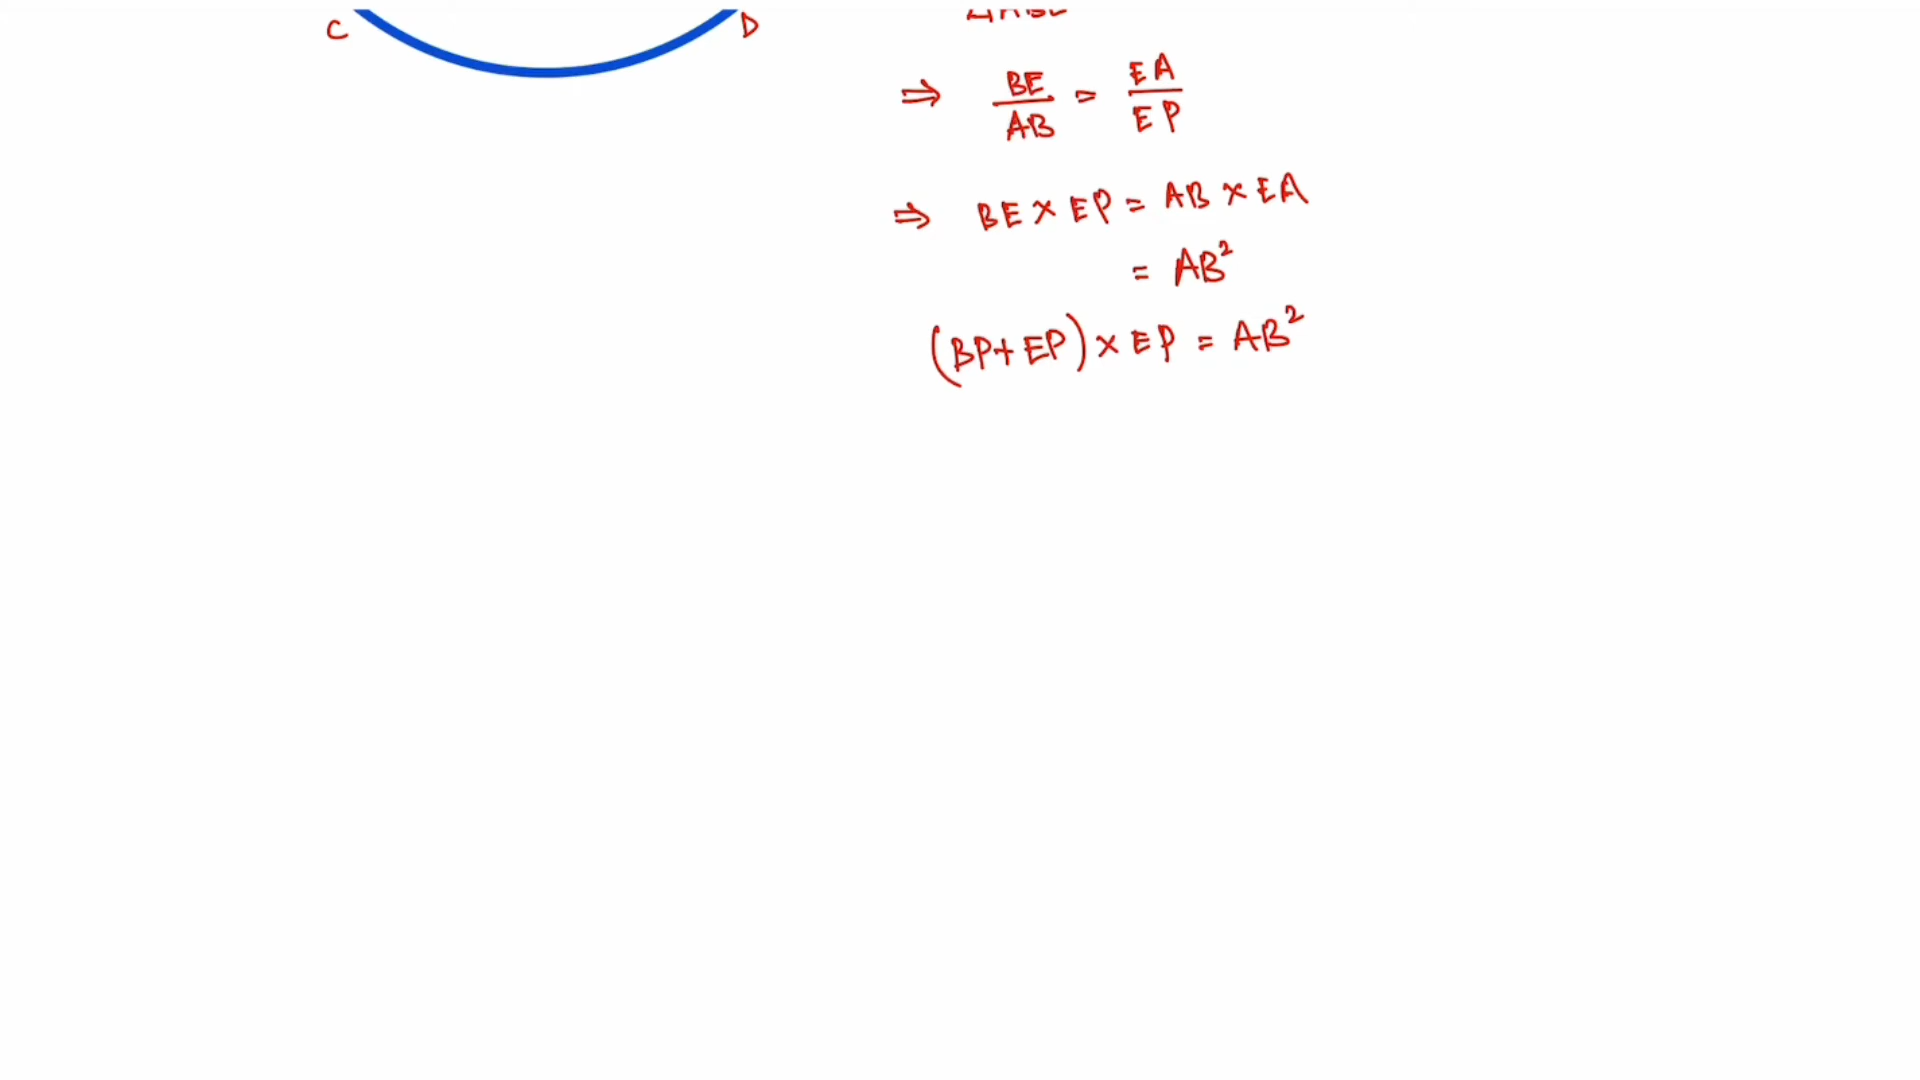 C
D
⇒ BE/AB = EA/EP
⇒ BE × EP = AB × EA
= AB²
(BP+EP) × EP = AB²